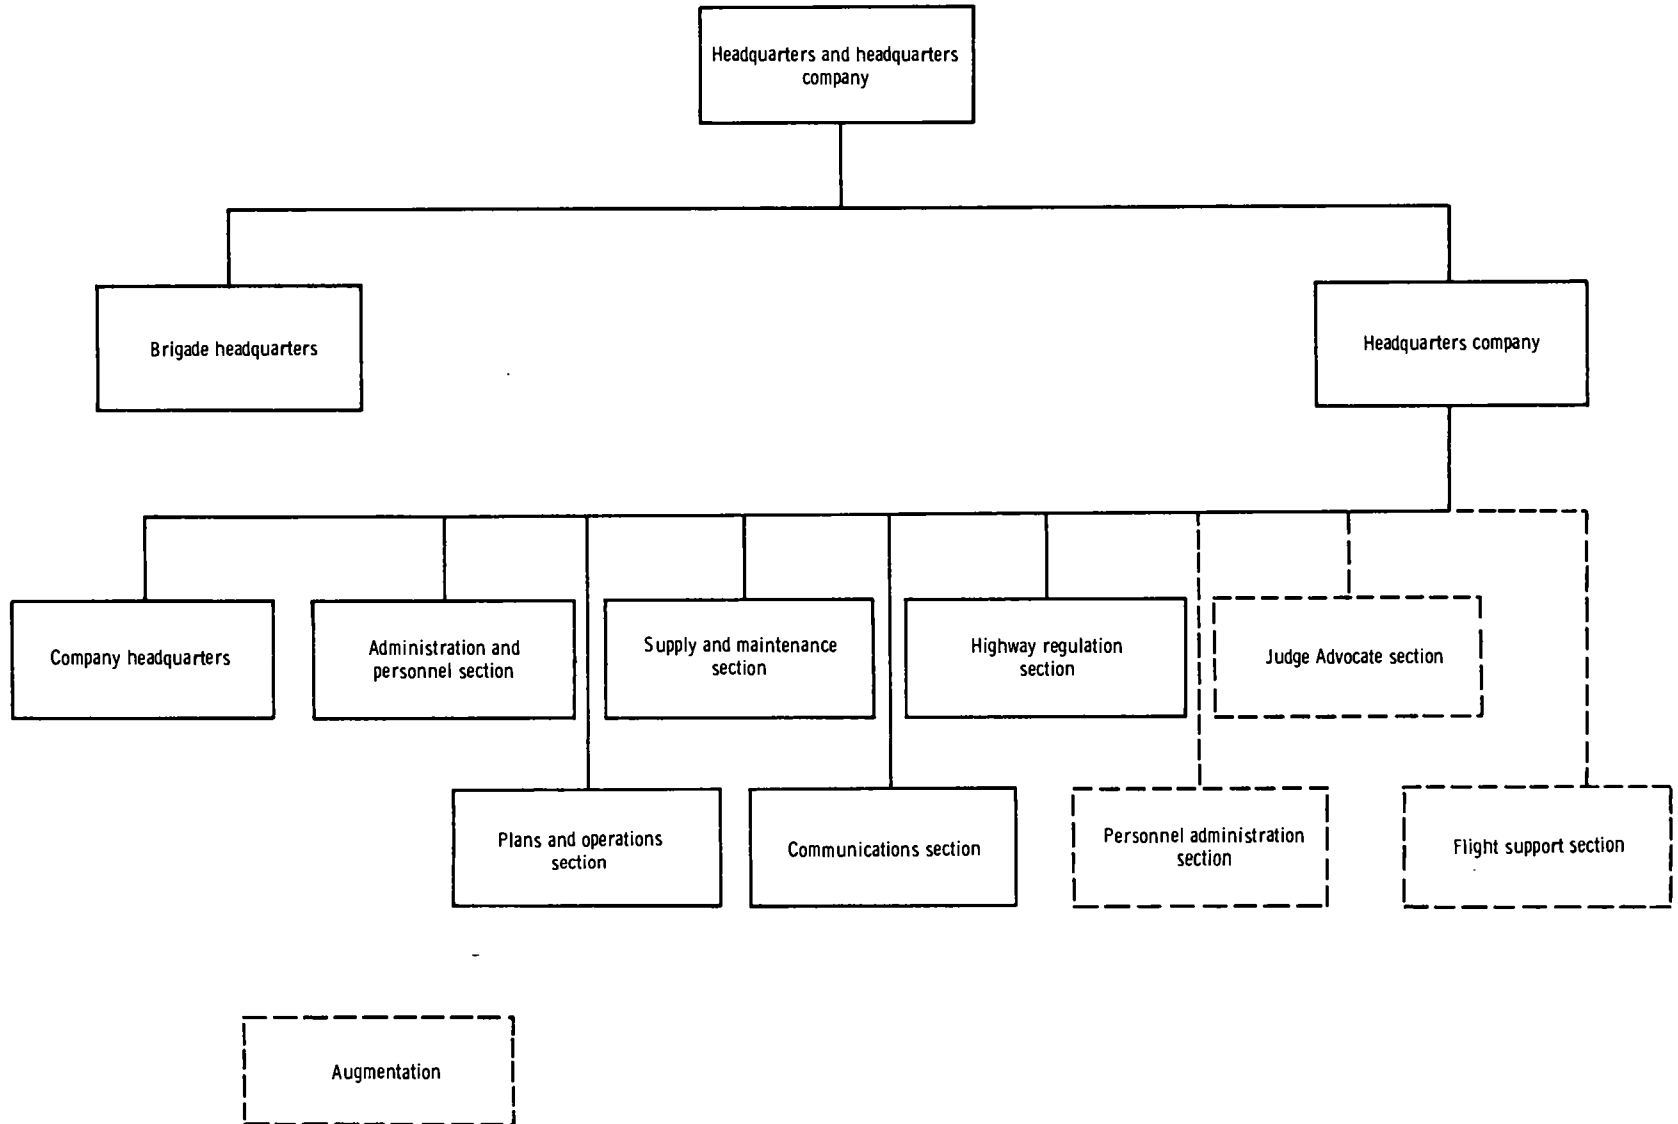 Headquarters and headquarters
company
Brigade headquarters
Headquarters company
Company headquarters
Administration and
personnel section
Supply and maintenance
section
Highway regulation
section
Judge Advocate section
Plans and operations
section
Communications section
Personnel administration
section
Flight support section
Augmentation